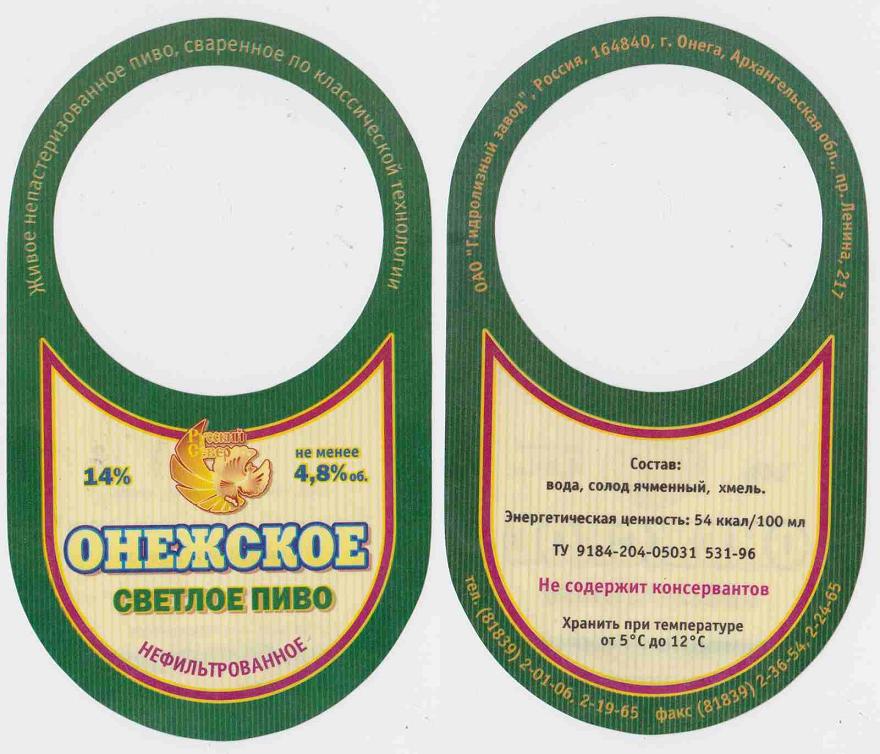 Живое непастеризованное пиво, сваренное по классической технологии
Русский
Север
14%
не менее
4,8% об.
ОНЕЖСКОЕ
СВЕТЛОЕ ПИВО
НЕФИЛЬТРОВАННОЕ
ОАО "Гидролизный завод", Россия, 164840, г. Онега, Архангельская обл., пр. Ленина, 217
Состав:
вода, солод ячменный, хмель.
Энергетическая ценность: 54 ккал/100 мл
ТУ 9184-204-05031 531-96
Не содержит консервантов
Хранить при температуре
от 5°С до 12°С
тел. (81839) 2-01-06, 2-19-65 факс (81839) 2-36-54, 2-24-65